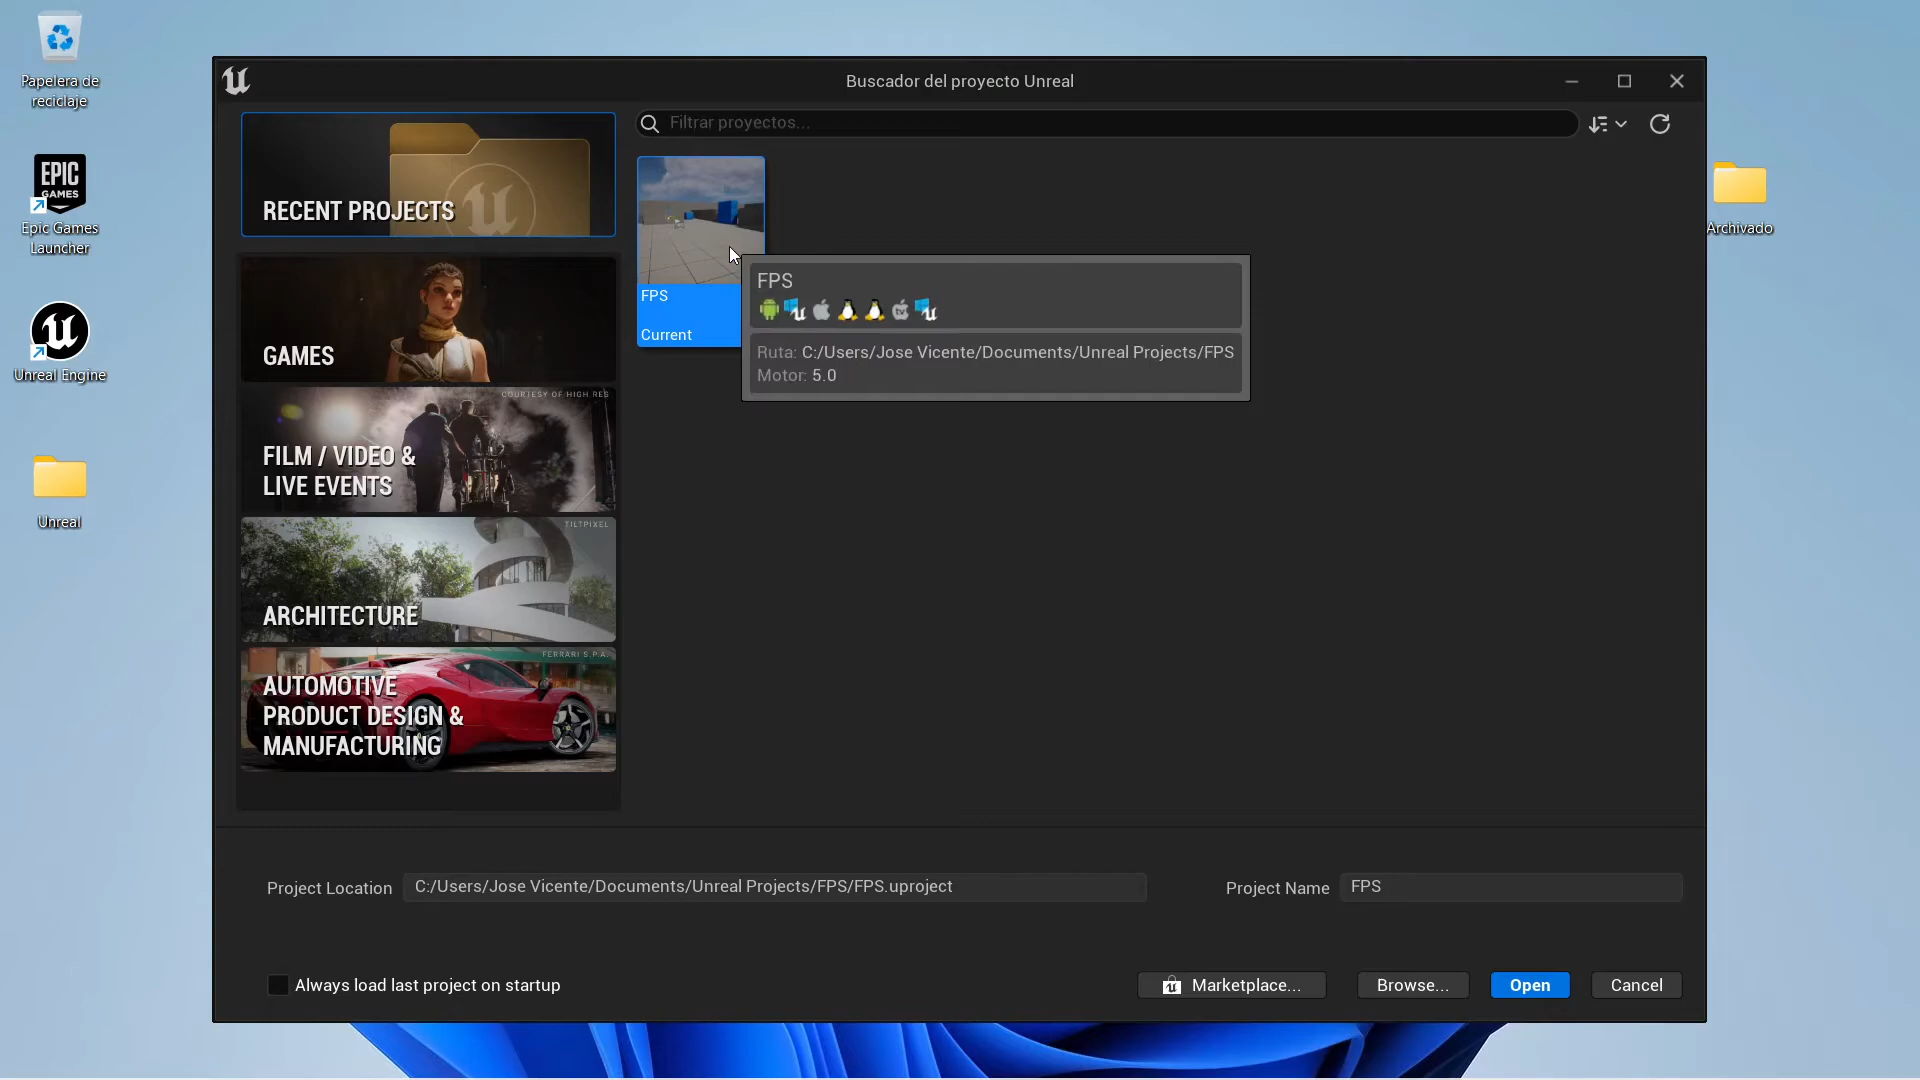 Papelera de
reciclaje
EPIC
GAMES
Epic Games
Launcher
Unreal Engine
Unreal
Archivado
Buscador del proyecto Unreal
RECENT PROJECTS
GAMES
COURTESY OF HIGH RES
FILM / VIDEO &
LIVE EVENTS
TILTPIXEL
ARCHITECTURE
FERRARI S.P.A.
AUTOMOTIVE
PRODUCT DESIGN &
MANUFACTURING
Filtrar proyectos...
FPS
Current
FPS
Ruta: C:/Users/Jose Vicente/Documents/Unreal Projects/FPS
Motor: 5.0
Project Location C:/Users/Jose Vicente/Documents/Unreal Projects/FPS/FPS.uproject
Project Name FPS
Always load last project on startup
Marketplace...
Browse...
Open
Cancel